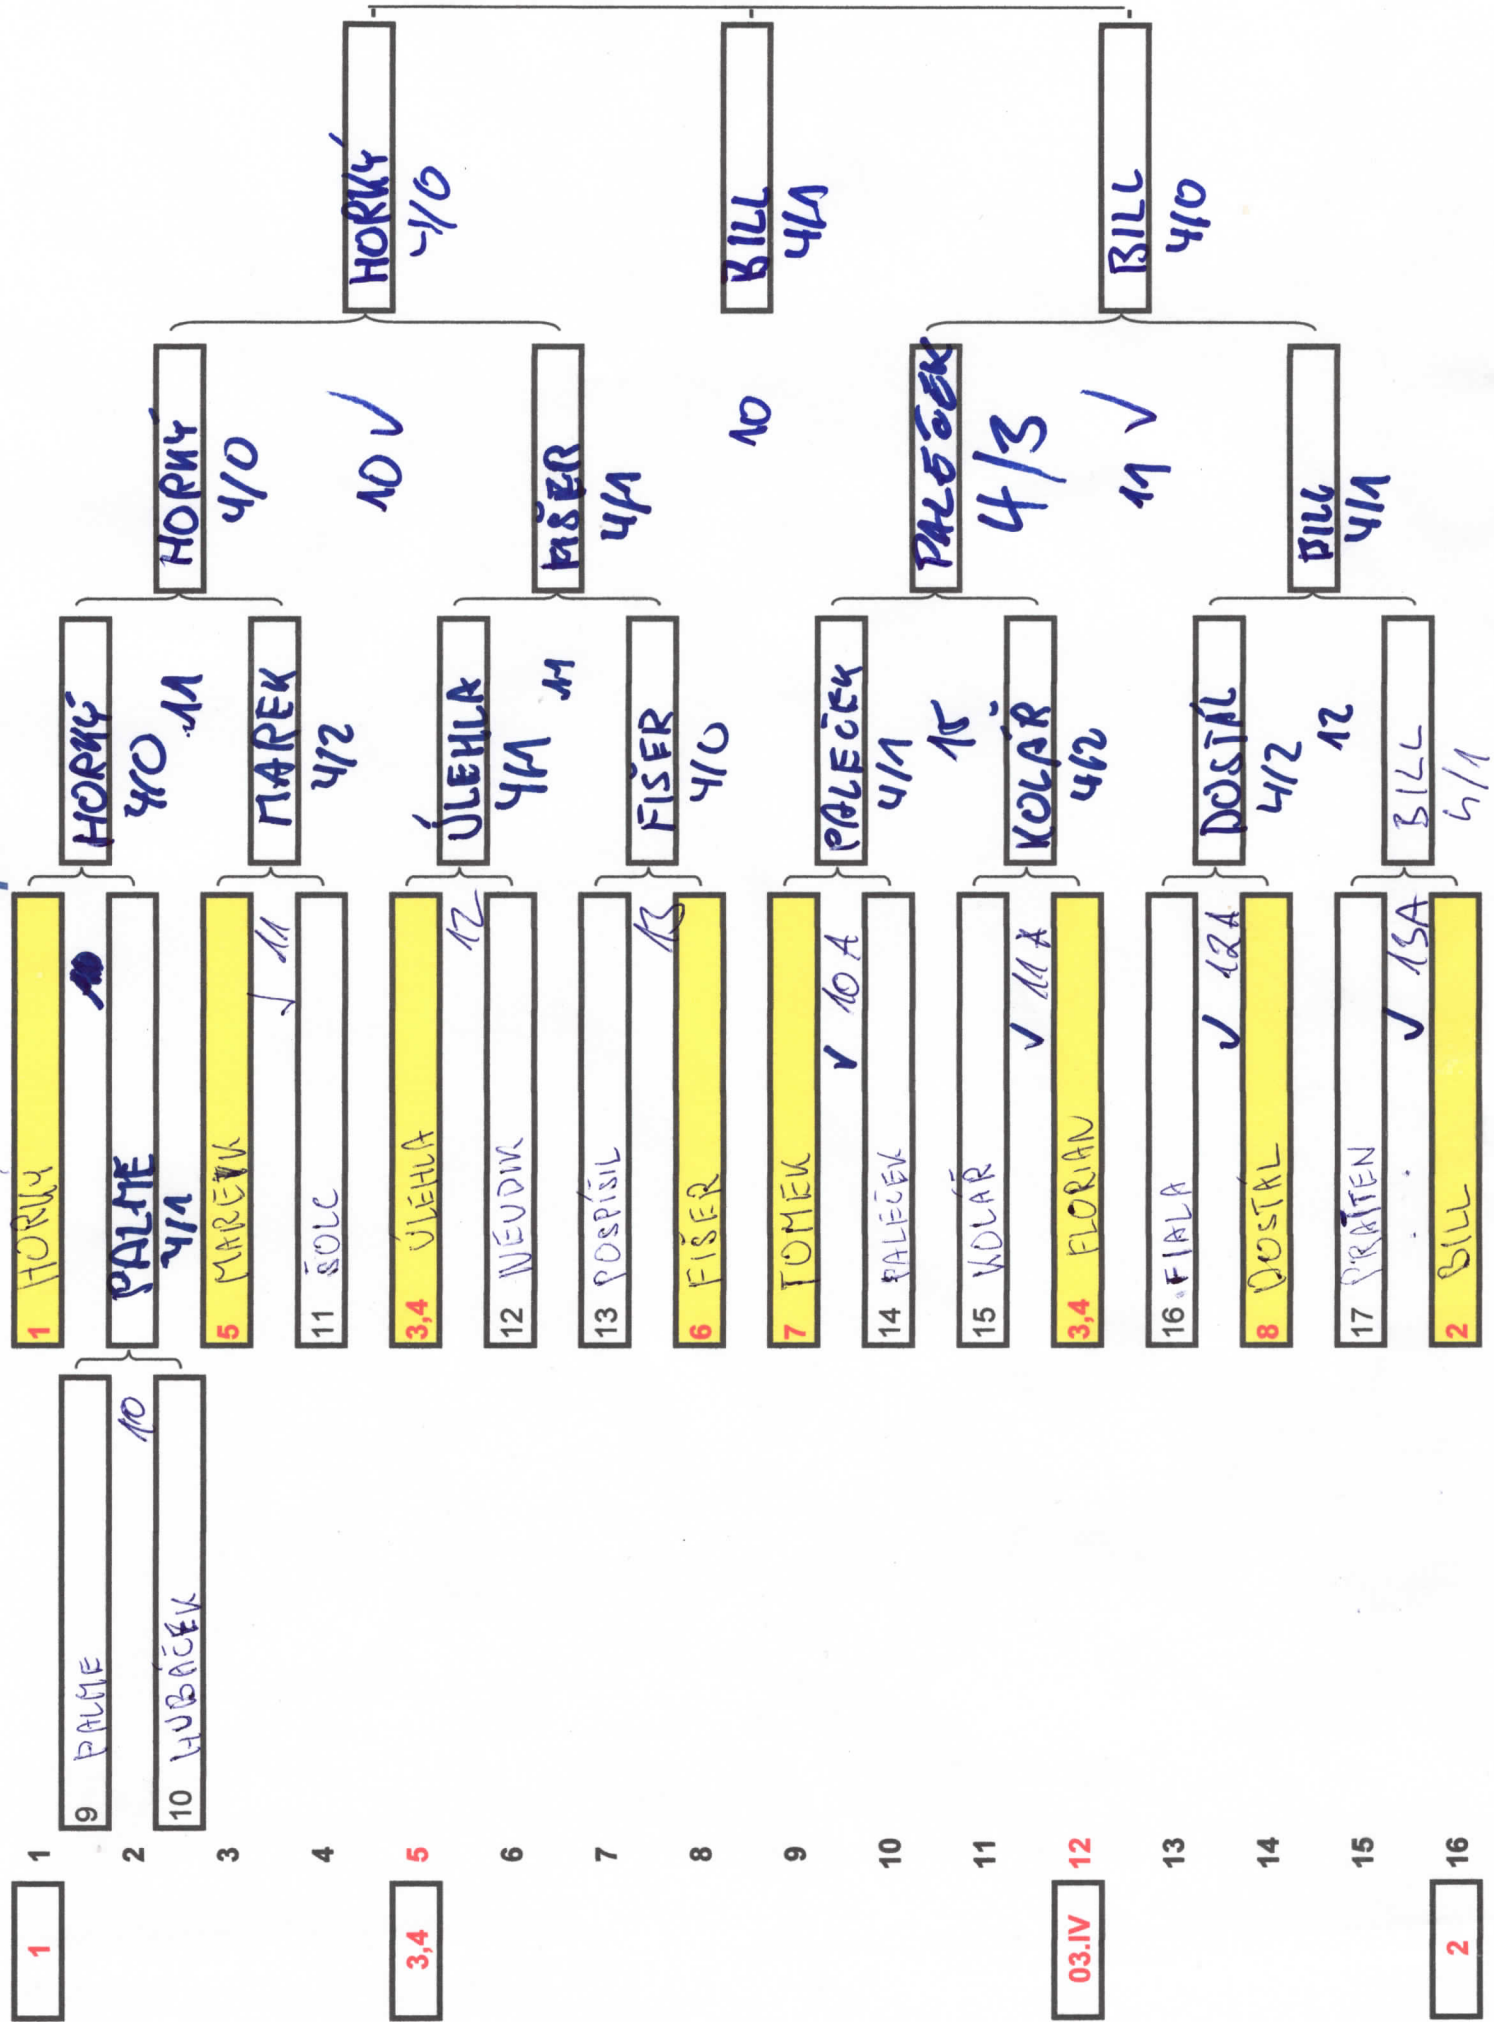 1
1
HORKÝ
9 PALME
10
2
PALME
4/1
10
10 HUBÁČEK
3
5 MAREK
✓ 11
4
11 ŠOLC
3,4
5
3,4 ÚLEHLA
12
6
12 NEUDIK
7
13 POSPÍŠIL
13
8
6 FIŠER
9
7 TOMEK
✓ 10A
10
14 PALEČEK
11
15 KOLÁŘ
✓ 11A
03.IV
12
3,4 FLORIAN
13
16 FIALA
✓ 12A
14
8 DOSTÁL
15
17
✓ 13A
2
16
2 BILL
HORKÝ
4/0
11
MAREK
4/2
ÚLEHLA
4/1
11
FIŠER
4/0
PALEČEK
4/1
15
KOLÁŘ
4/2
DOSTÁL
4/2
12
BILL
4/1
HORKÝ
4/0
10 ✓
FIŠER
4/1
10
PALEČEK
4/3
11 ✓
BILL
4/1
HORKÝ
4/0
BILL
4/1
BILL
4/0